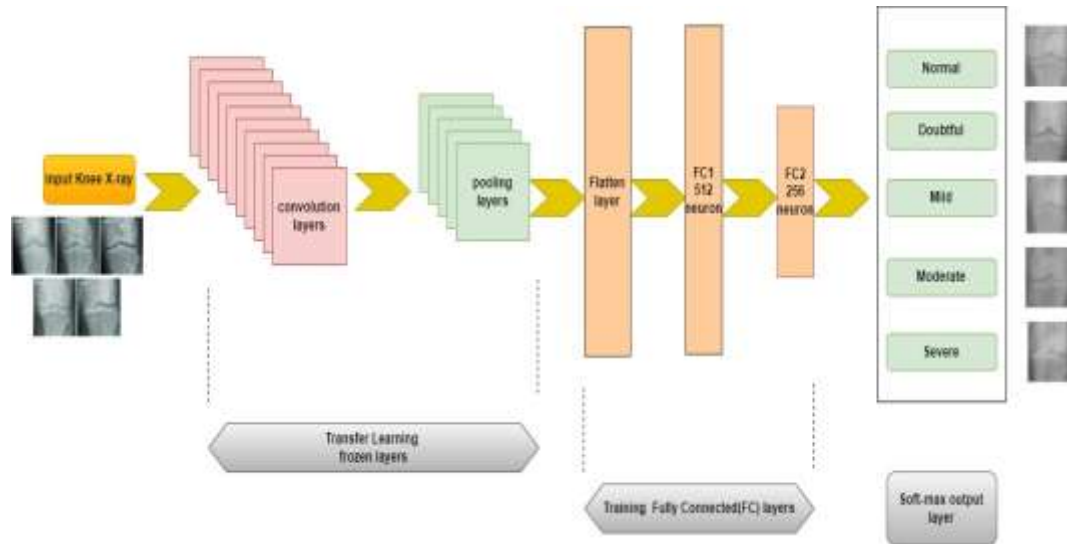 Input Knee X-ray
convolution
layers
pooling
layers
Flatten
layer
FC1
512
neuron
FC2
256
neuron
Normal
Doubtful
Mild
Moderate
Severe
Transfer Learning
frozen layers
Training Fully Connected(FC) layers
Soft-max output
layer